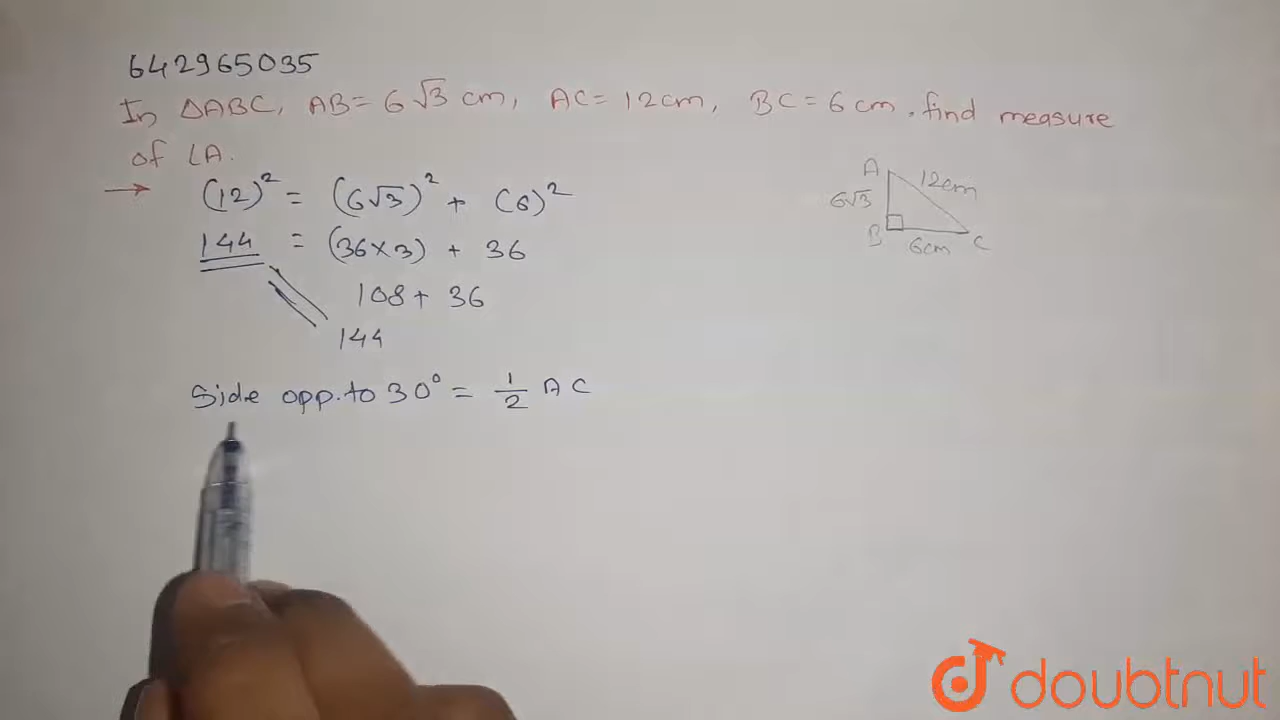 642965035
In △ABC, AB = 6√3 cm, AC = 12cm, BC = 6 cm. find measure
of ∠A.
→ (12)² = (6√3)² + (6)²
144 = (36×3) + 36
108 + 36
144
Side opp. to 30° = 1/2 AC
A
12cm
6√3
B
6cm
C
doubtnut